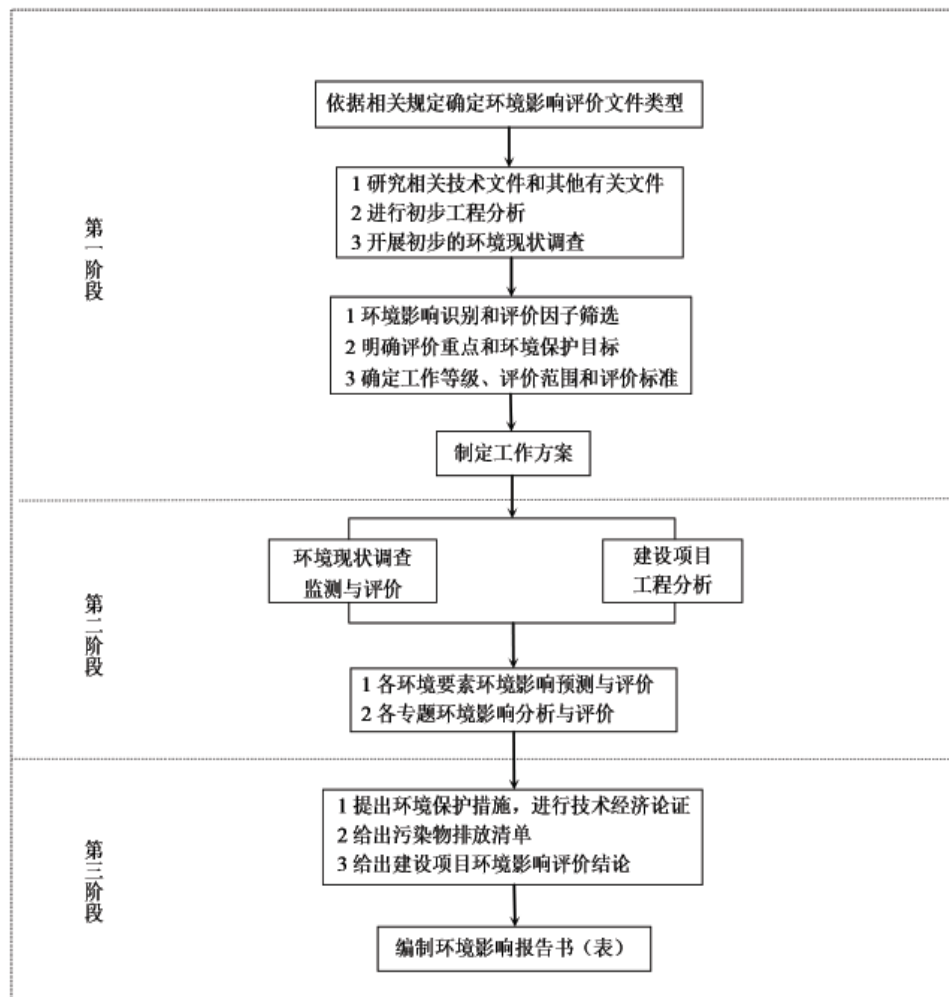 依据相关规定确定环境影响评价文件类型
1 研究相关技术文件和其他有关文件
2 进行初步工程分析
3 开展初步的环境现状调查
第一阶段
1 环境影响识别和评价因子筛选
2 明确评价重点和环境保护目标
3 确定工作等级、评价范围和评价标准
制定工作方案
环境现状调查
监测与评价
建设项目
工程分析
第二阶段
1 各环境要素环境影响预测与评价
2 各专题环境影响分析与评价
1 提出环境保护措施，进行技术经济论证
2 给出污染物排放清单
3 给出建设项目环境影响评价结论
第三阶段
编制环境影响报告书（表）